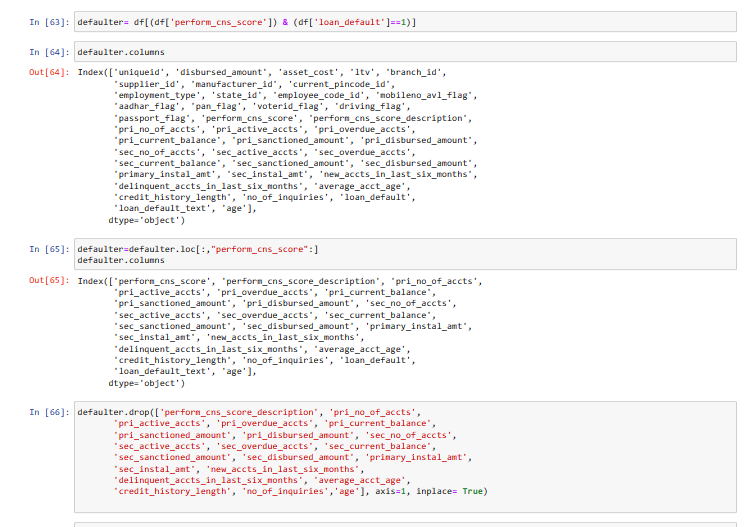 In [63]: defaulter= df[(df['perform_cns_score']) & (df['loan_default']==1)]
In [64]: defaulter.columns
Out[64]: Index(['uniqueid', 'disbursed_amount', 'asset_cost', 'ltv', 'branch_id',
'supplier_id', 'manufacturer_id', 'current_pincode_id',
'employment_type', 'state_id', 'employee_code_id', 'mobileno_avl_flag',
'aadhar_flag', 'pan_flag', 'voterid_flag', 'driving_flag',
'passport_flag', 'perform_cns_score', 'perform_cns_score_description',
'pri_no_of_accts', 'pri_active_accts', 'pri_overdue_accts',
'pri_current_balance', 'pri_sanctioned_amount', 'pri_disbursed_amount',
'sec_no_of_accts', 'sec_active_accts', 'sec_overdue_accts',
'sec_current_balance', 'sec_sanctioned_amount', 'sec_disbursed_amount',
'primary_instal_amt', 'sec_instal_amt', 'new_accts_in_last_six_months',
'delinquent_accts_in_last_six_months', 'average_acct_age',
'credit_history_length', 'no_of_inquiries', 'loan_default',
'loan_default_text', 'age'],
dtype='object')
In [65]: defaulter=defaulter.loc[:,"perform_cns_score":]
defaulter.columns
Out[65]: Index(['perform_cns_score', 'perform_cns_score_description', 'pri_no_of_accts',
'pri_active_accts', 'pri_overdue_accts', 'pri_current_balance',
'pri_sanctioned_amount', 'pri_disbursed_amount', 'sec_no_of_accts',
'sec_active_accts', 'sec_overdue_accts', 'sec_current_balance',
'sec_sanctioned_amount', 'sec_disbursed_amount', 'primary_instal_amt',
'sec_instal_amt', 'new_accts_in_last_six_months',
'delinquent_accts_in_last_six_months', 'average_acct_age',
'credit_history_length', 'no_of_inquiries', 'loan_default',
'loan_default_text', 'age'],
dtype='object')
In [66]: defaulter.drop(['perform_cns_score_description', 'pri_no_of_accts',
'pri_active_accts', 'pri_overdue_accts', 'pri_current_balance',
'pri_sanctioned_amount', 'pri_disbursed_amount', 'sec_no_of_accts',
'sec_active_accts', 'sec_overdue_accts', 'sec_current_balance',
'sec_sanctioned_amount', 'sec_disbursed_amount', 'primary_instal_amt',
'sec_instal_amt', 'new_accts_in_last_six_months',
'delinquent_accts_in_last_six_months', 'average_acct_age',
'credit_history_length', 'no_of_inquiries','age'], axis=1, inplace= True)